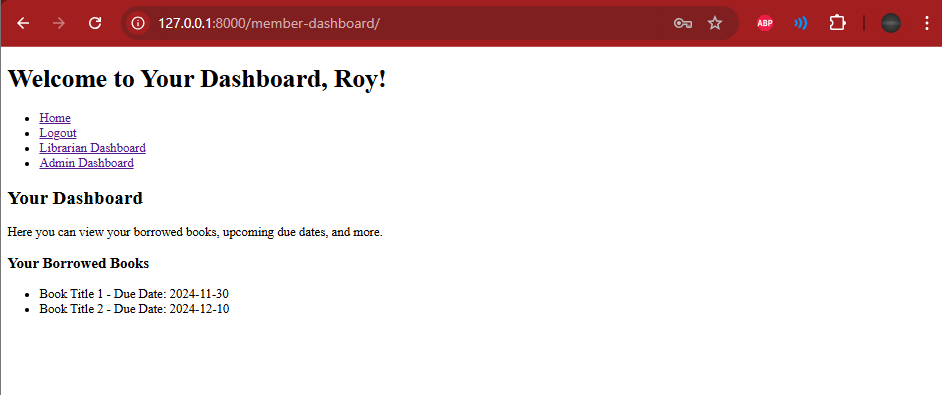 127.0.0.1:8000/member-dashboard/
ABP
Welcome to Your Dashboard, Roy!
Home
Logout
Librarian Dashboard
Admin Dashboard
Your Dashboard
Here you can view your borrowed books, upcoming due dates, and more.
Your Borrowed Books
Book Title 1 - Due Date: 2024-11-30
Book Title 2 - Due Date: 2024-12-10